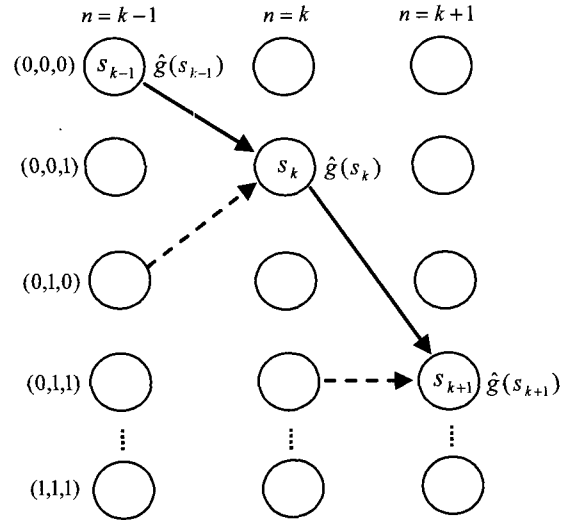 n = k−1 n = k n = k+1
(0,0,0) s_{k−1} ĝ(s_{k−1})
(0,0,1) s_k ĝ(s_k)
(0,1,0)
(0,1,1) s_{k+1} ĝ(s_{k+1})
(1,1,1)